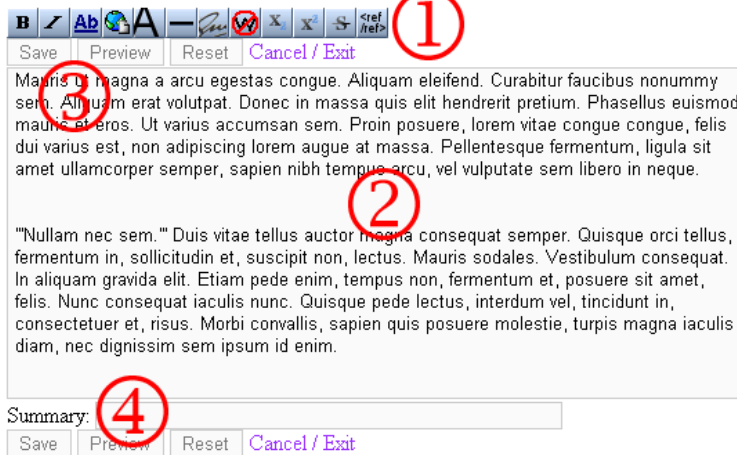 B I Ab A W X₂ X² S <ref /ref>
1
Save Preview Reset Cancel / Exit
Mauris ut magna a arcu egestas congue. Aliquam eleifend. Curabitur faucibus nonummy
3
sem. Aliquam erat volutpat. Donec in massa quis elit hendrerit pretium. Phasellus euismod
mauris et eros. Ut varius accumsan sem. Proin posuere, lorem vitae congue congue, felis
dui varius est, non adipiscing lorem augue at massa. Pellentesque fermentum, ligula sit
amet ullamcorper semper, sapien nibh tempus arcu, vel vulputate sem libero in neque.
2
'''Nullam nec sem.''' Duis vitae tellus auctor magna consequat semper. Quisque orci tellus,
fermentum in, sollicitudin et, suscipit non, lectus. Mauris sodales. Vestibulum consequat.
In aliquam gravida elit. Etiam pede enim, tempus non, fermentum et, posuere sit amet,
felis. Nunc consequat iaculis nunc. Quisque pede lectus, interdum vel, tincidunt in,
consectetuer et, risus. Morbi convallis, sapien quis posuere molestie, turpis magna iaculis
diam, nec dignissim sem ipsum id enim.
4
Summary:
Save Preview Reset Cancel / Exit